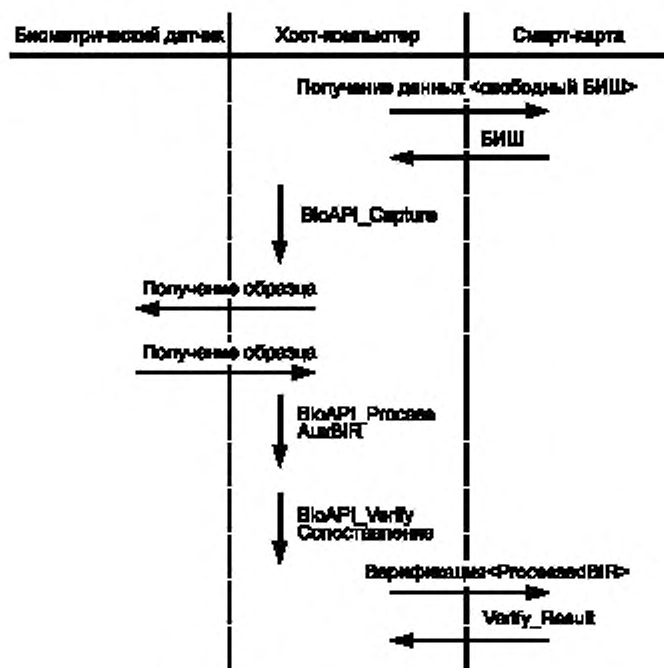 Биометрический датчик Хост-компьютер Смарт-карта
Получение данных <свободный БИШ>
БИШ
BioAPI_Capture
Получение образца
Получение образца
BioAPI_Process
AuxBIR
BioAPI_Verify
Сопоставление
Верификация<ProcessedBIR>
Verify_Result